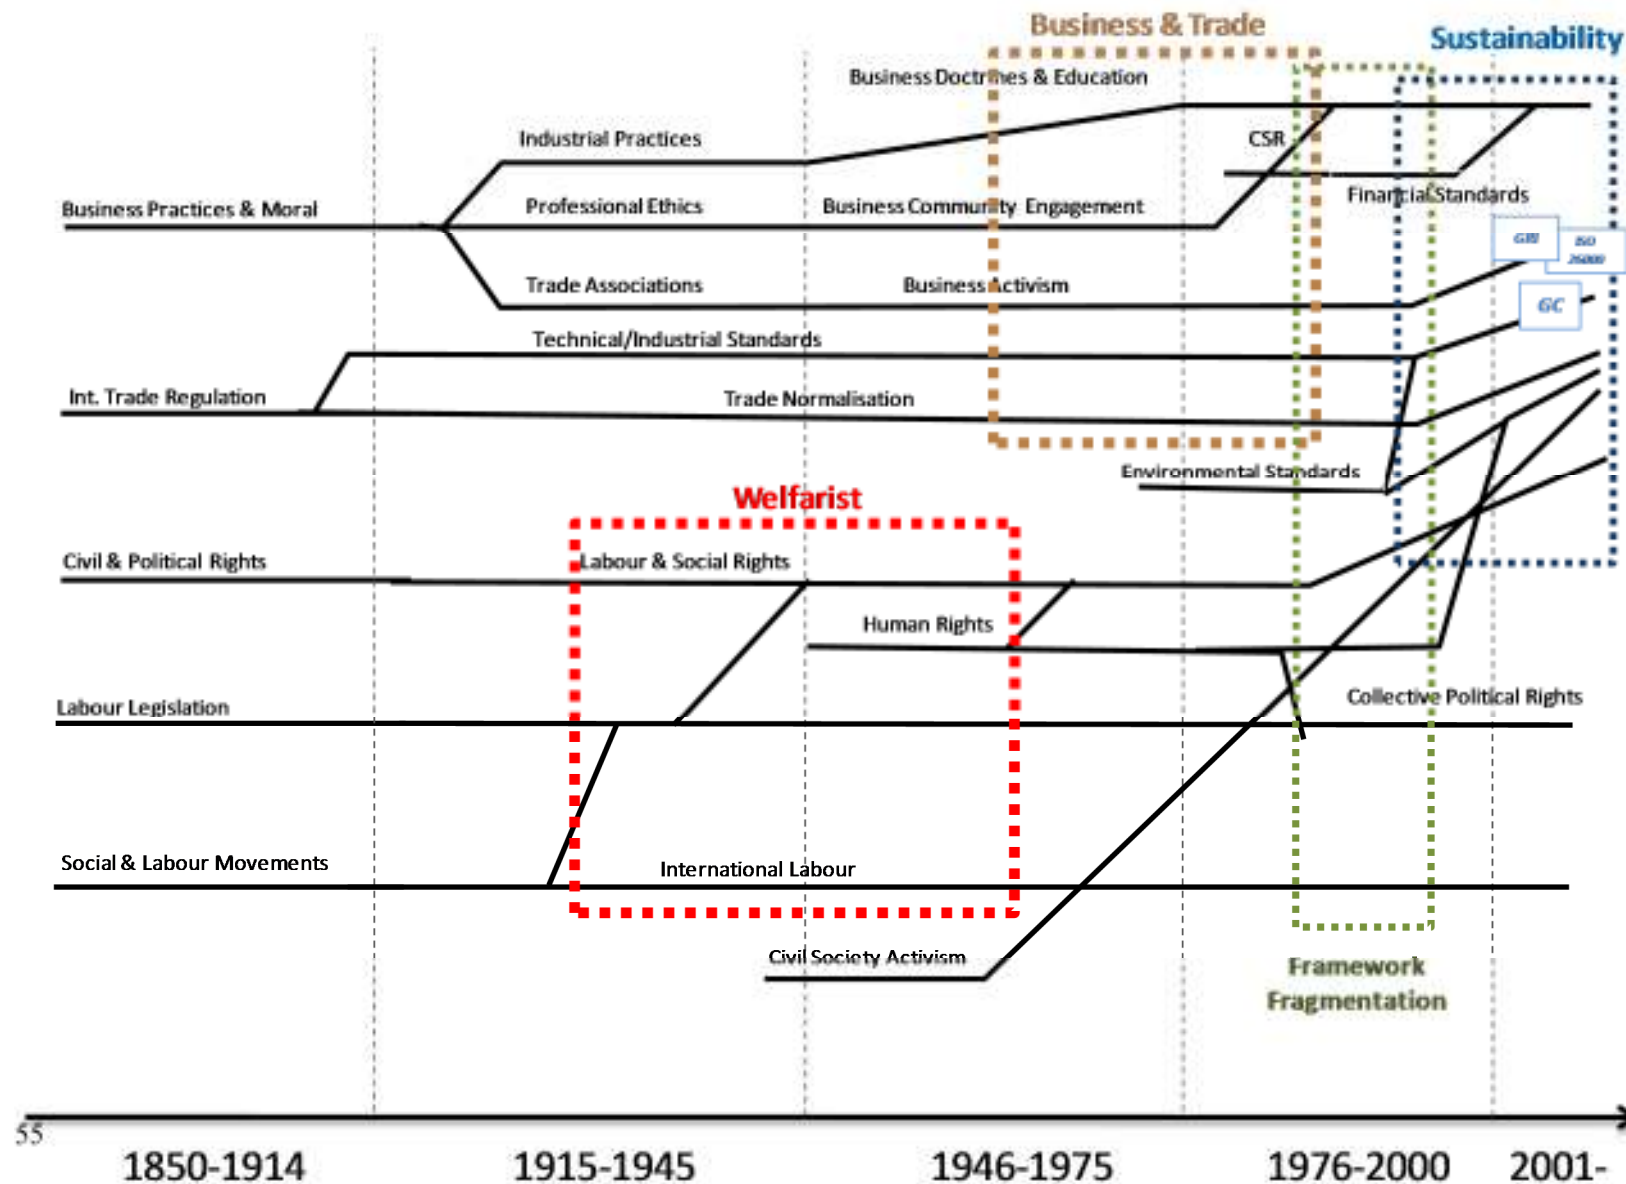 Business & Trade
Sustainability
Business Doctrines & Education
Industrial Practices
CSR
Financial Standards
Business Practices & Moral
Professional Ethics
Business Community Engagement
GRI
ISO
26000
Trade Associations
Business Activism
GC
Technical/Industrial Standards
Int. Trade Regulation
Trade Normalisation
Environmental Standards
Welfarist
Civil & Political Rights
Labour & Social Rights
Human Rights
Labour Legislation
Collective Political Rights
Social & Labour Movements
International Labour
Civil Society Activism
Framework
Fragmentation
55
1850-1914
1915-1945
1946-1975
1976-2000
2001-